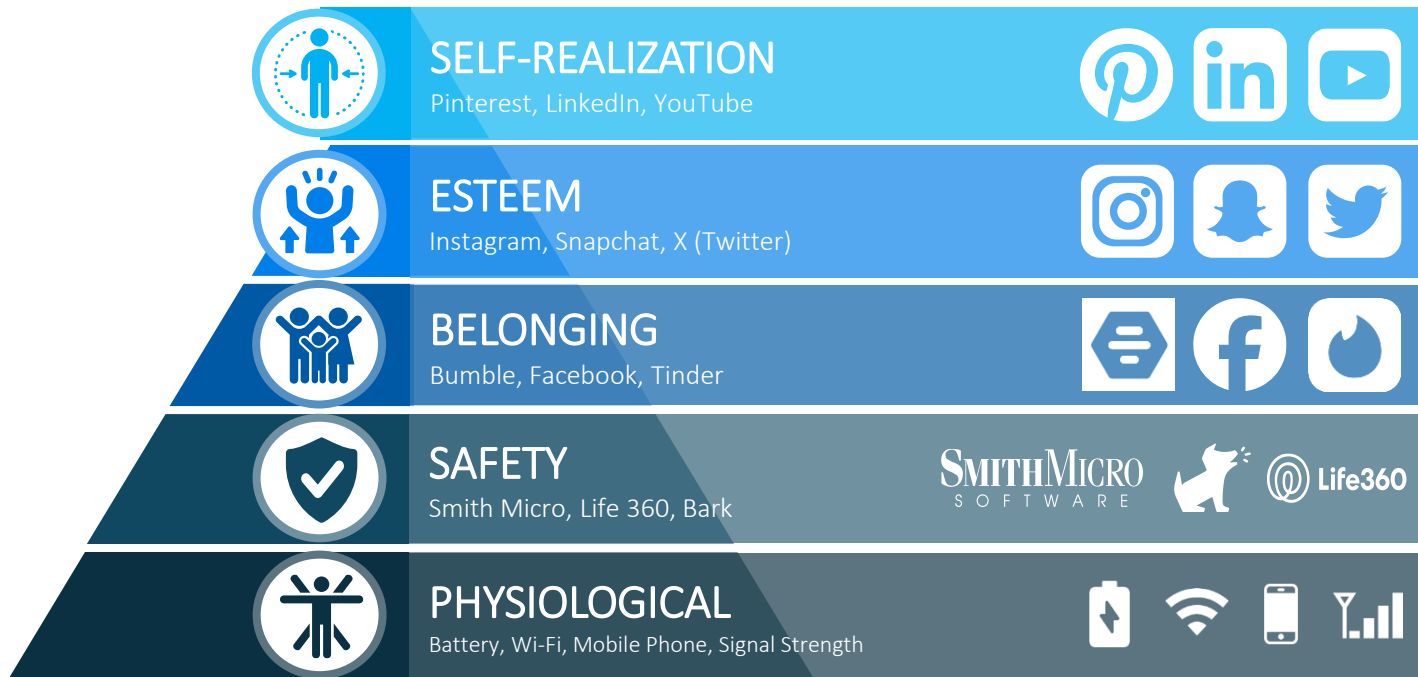 SELF-REALIZATION
Pinterest, LinkedIn, YouTube
in
ESTEEM
Instagram, Snapchat, X (Twitter)
BELONGING
Bumble, Facebook, Tinder
f
SAFETY
Smith Micro, Life 360, Bark
SMITHMICRO
SOFTWARE
Life360
PHYSIOLOGICAL
Battery, Wi-Fi, Mobile Phone, Signal Strength